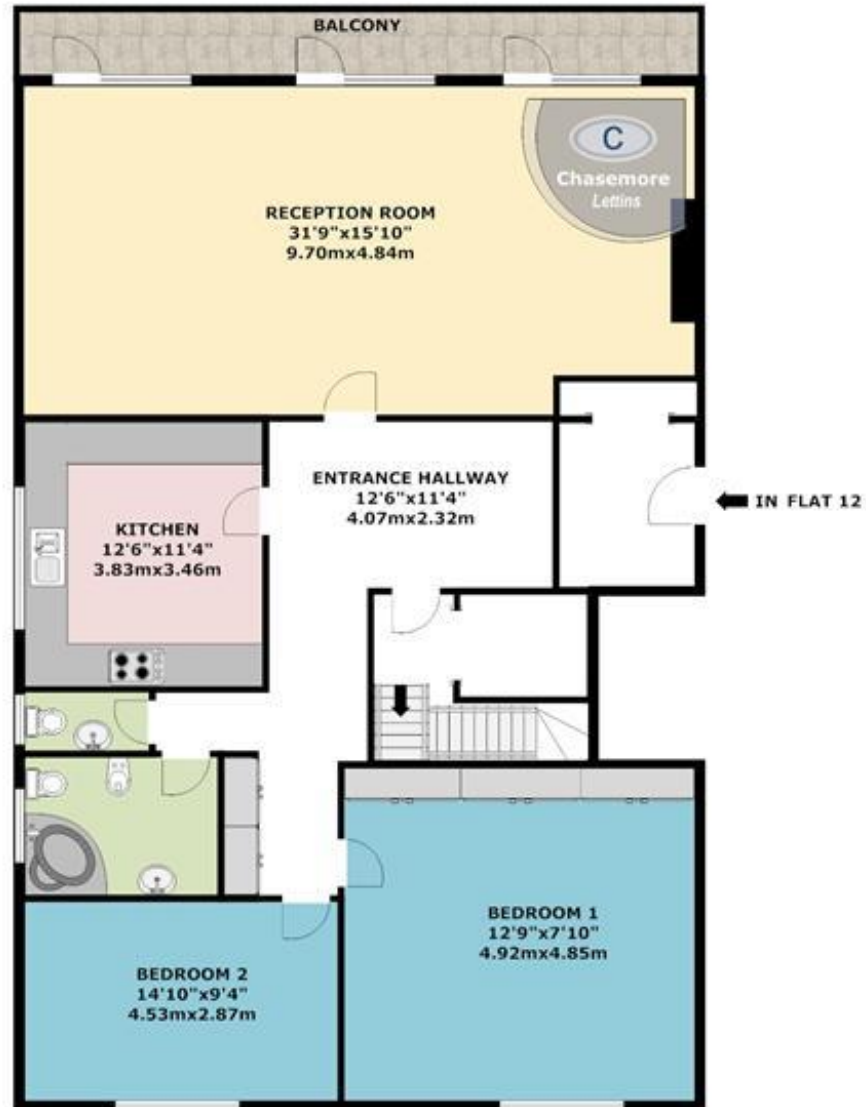 BALCONY
C
Chasemore
Lettins
RECEPTION ROOM
31'9"x15'10"
9.70mx4.84m
ENTRANCE HALLWAY
12'6"x11'4"
4.07mx2.32m
IN FLAT 12
KITCHEN
12'6"x11'4"
3.83mx3.46m
BEDROOM 1
12'9"x7'10"
4.92mx4.85m
BEDROOM 2
14'10"x9'4"
4.53mx2.87m